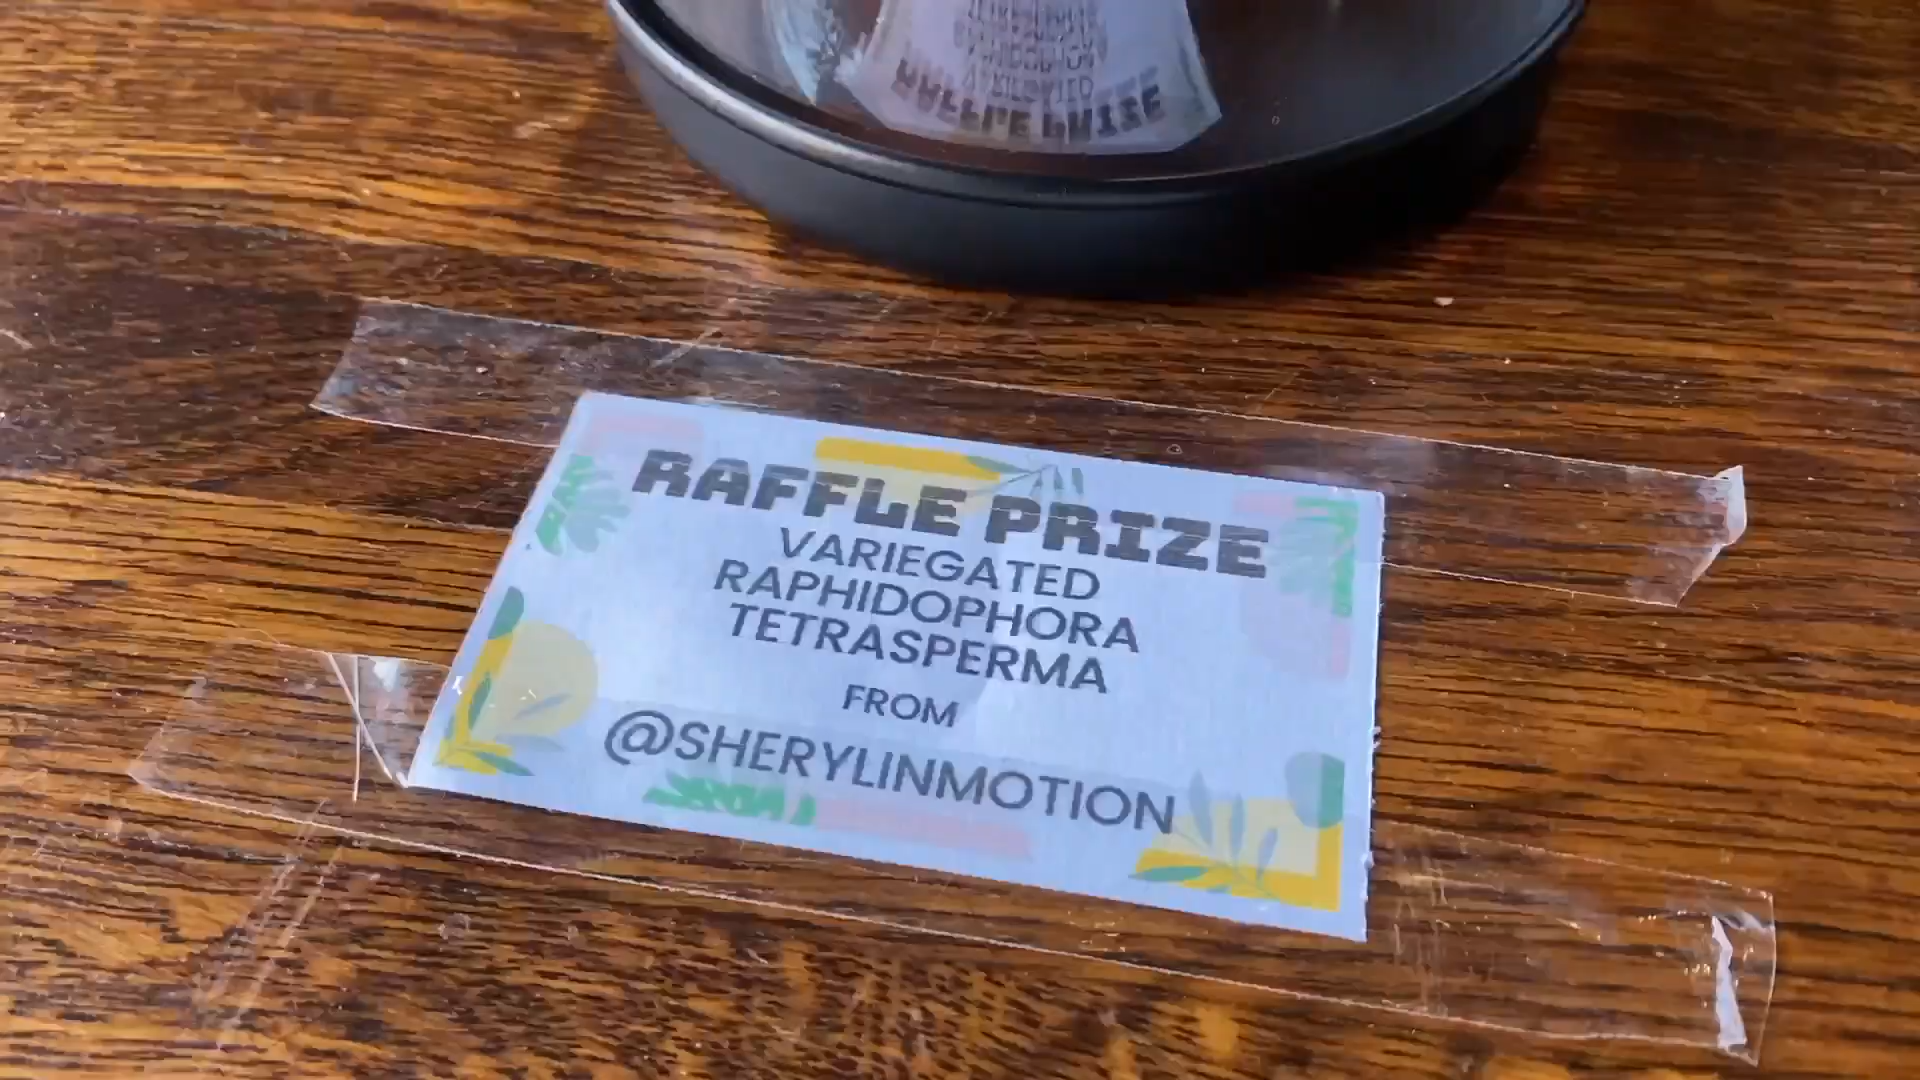 RAFFLE PRIZE
VARIEGATED
RAPHIDOPHORA
TETRASPERMA
FROM
@SHERYLINMOTION